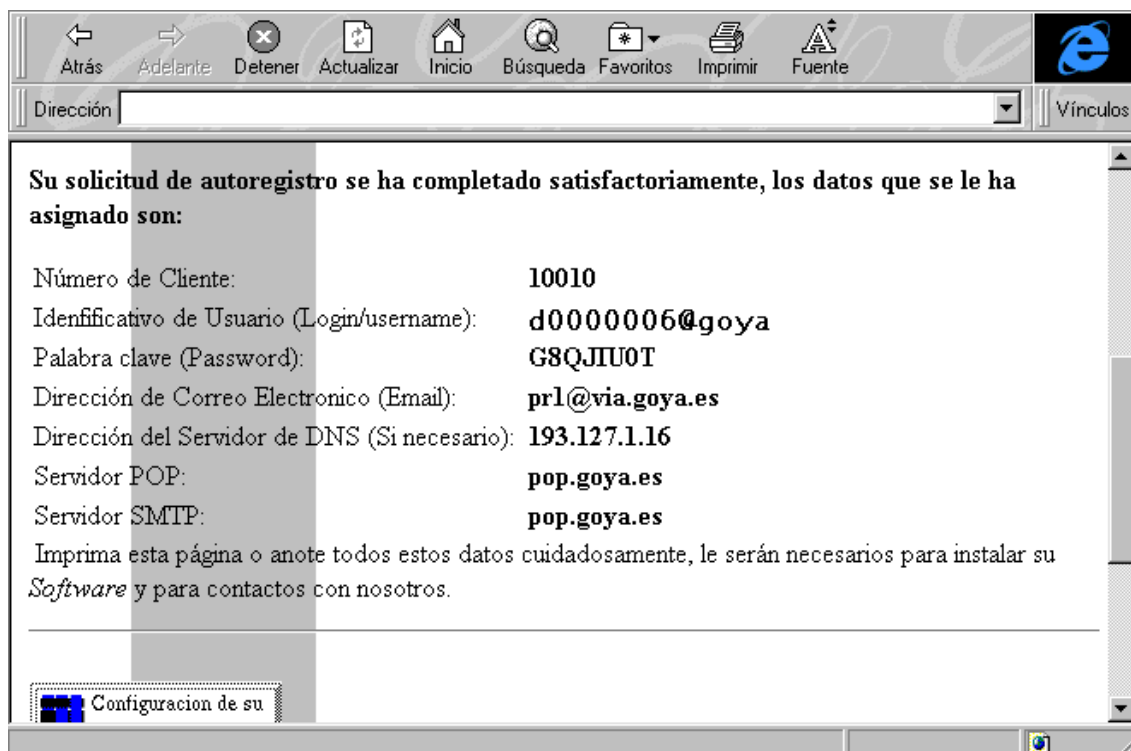 Atrás Adelante Detener Actualizar Inicio Búsqueda Favoritos Imprimir Fuente
Dirección Vínculos
Su solicitud de autoregistro se ha completado satisfactoriamente, los datos que se le ha
asignado son:
Número de Cliente: 10010
Idenfificativo de Usuario (Login/username): d0000006@goya
Palabra clave (Password): G8QJIU0T
Dirección de Correo Electronico (Email): prl@via.goya.es
Dirección del Servidor de DNS (Si necesario): 193.127.1.16
Servidor POP: pop.goya.es
Servidor SMTP: pop.goya.es
Imprima esta página o anote todos estos datos cuidadosamente, le serán necesarios para instalar su
Software y para contactos con nosotros.
Configuracion de su